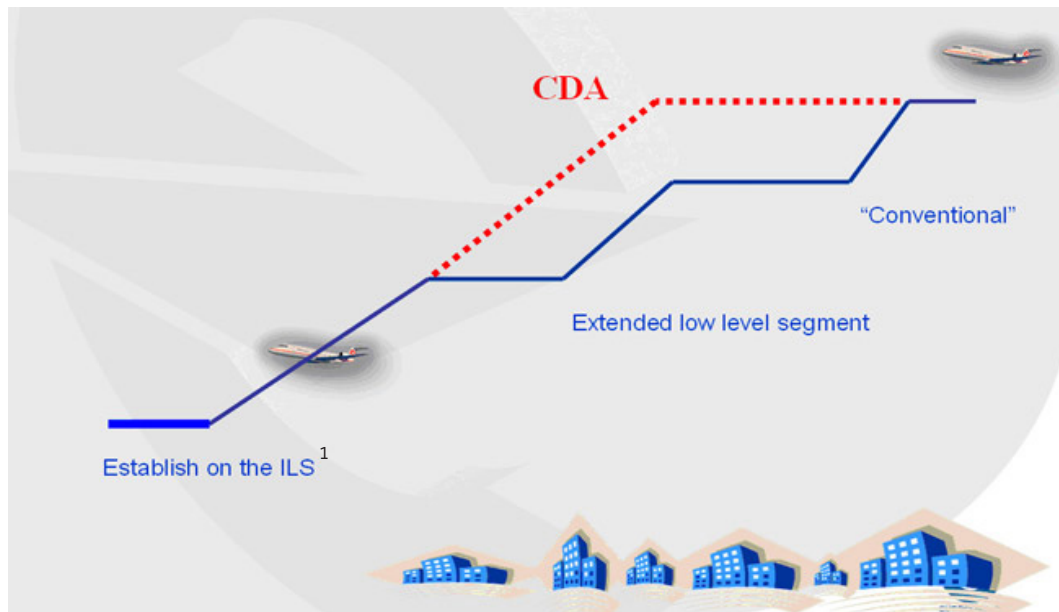 CDA
“Conventional”
Extended low level segment
Establish on the ILS 1